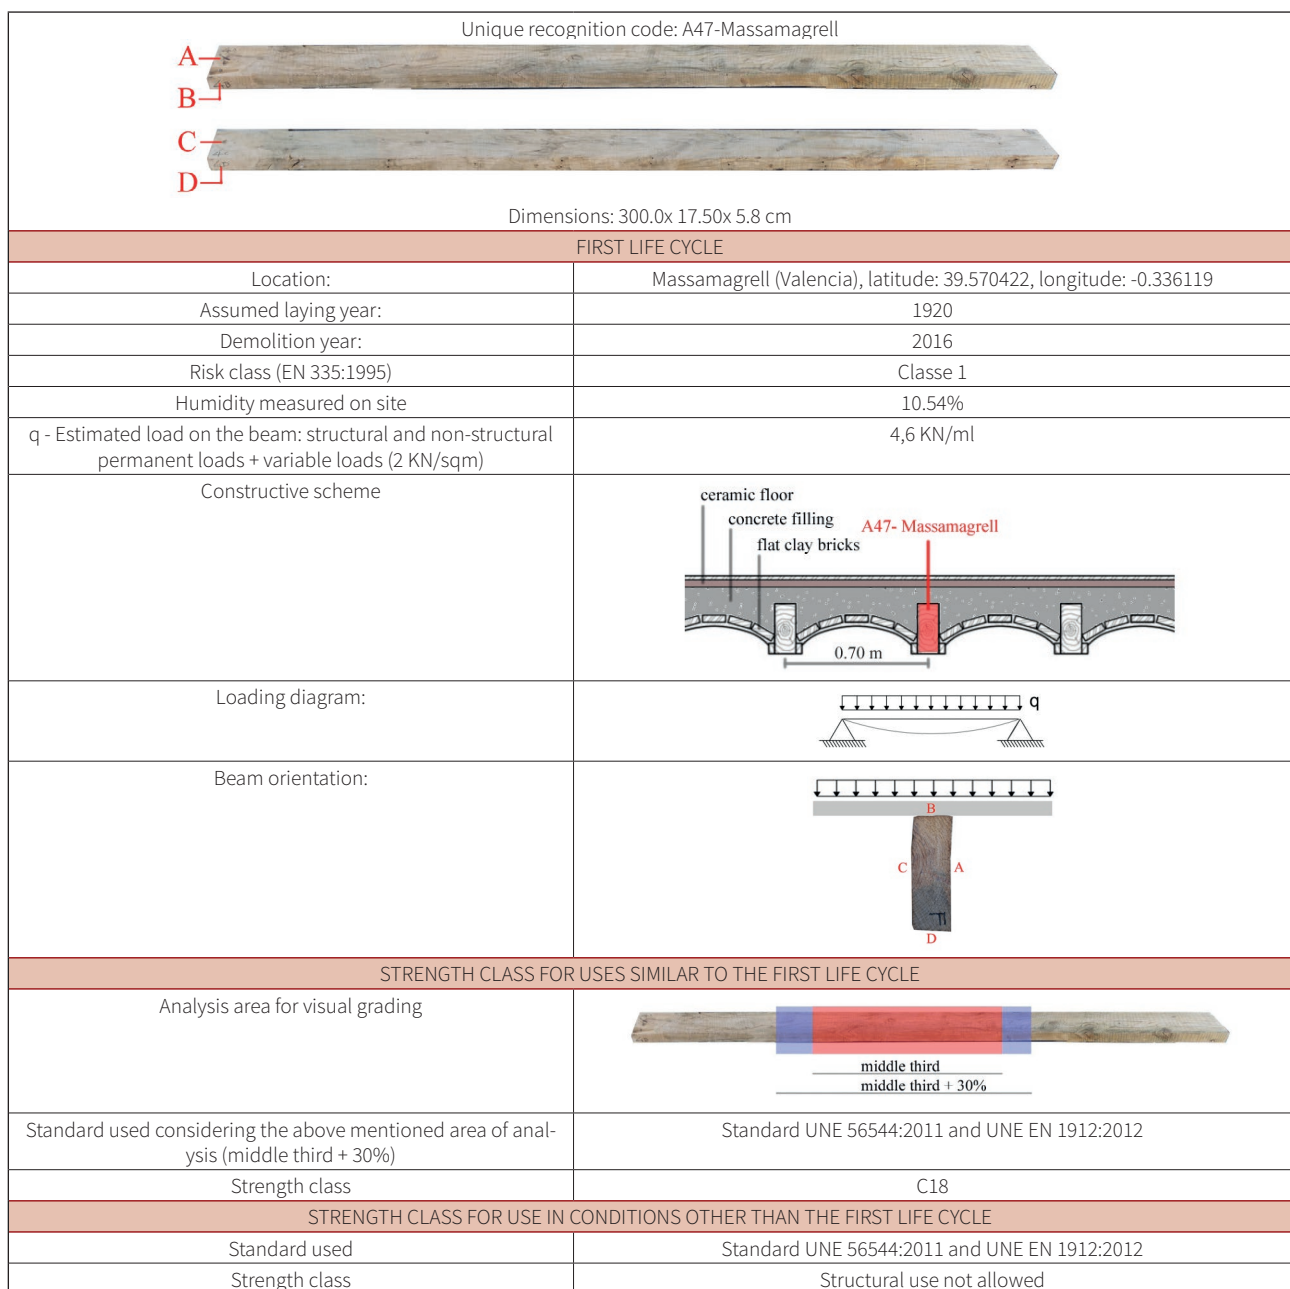 Unique recognition code: A47-Massamagrell
A
B
C
D
Dimensions: 300.0x 17.50x 5.8 cm
FIRST LIFE CYCLE
Location:
Massamagrell (Valencia), latitude: 39.570422, longitude: -0.336119
Assumed laying year:
1920
Demolition year:
2016
Risk class (EN 335:1995)
Classe 1
Humidity measured on site
10.54%
q - Estimated load on the beam: structural and non-structural
permanent loads + variable loads (2 KN/sqm)
4,6 KN/ml
Constructive scheme
ceramic floor
concrete filling
flat clay bricks
A47- Massamagrell
0.70 m
Loading diagram:
q
Beam orientation:
B
C
A
D
STRENGTH CLASS FOR USES SIMILAR TO THE FIRST LIFE CYCLE
Analysis area for visual grading
middle third
middle third + 30%
Standard used considering the above mentioned area of anal-
ysis (middle third + 30%)
Standard UNE 56544:2011 and UNE EN 1912:2012
Strength class
C18
STRENGTH CLASS FOR USE IN CONDITIONS OTHER THAN THE FIRST LIFE CYCLE
Standard used
Standard UNE 56544:2011 and UNE EN 1912:2012
Strength class
Structural use not allowed